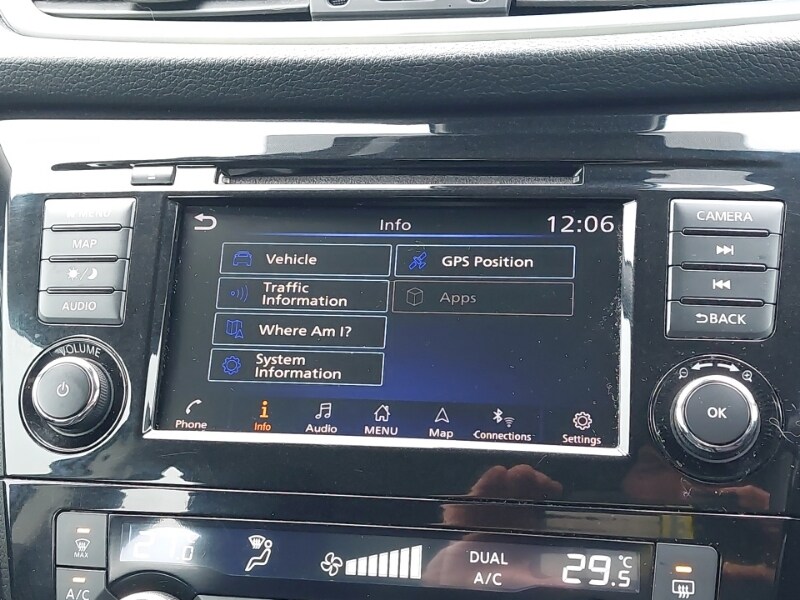 Info
12:06
MENU
MAP
AUDIO
Vehicle
GPS Position
Traffic
Information
Apps
Where Am I?
System
Information
Phone
Info
Audio
MENU
Map
Connections
Settings
CAMERA
BACK
VOLUME
OK
MAX
A/C
DUAL
A/C
29.5 °C